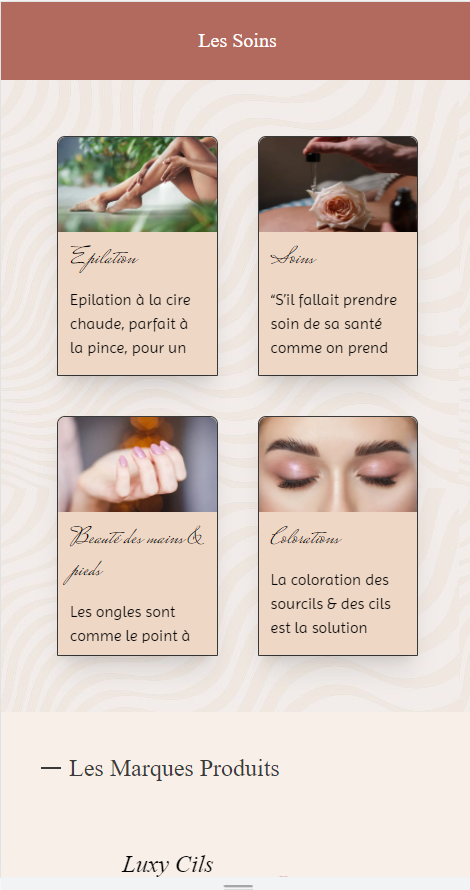 Les Soins
Epilation
Epilation à la cire
chaude, parfait à
la pince, pour un
Soins
“S'il fallait prendre
soin de sa santé
comme on prend
Beauté des mains &
pieds
Les ongles sont
comme le point à
Colorations
La coloration des
sourcils & des cils
est la solution
— Les Marques Produits
Luxy Cils